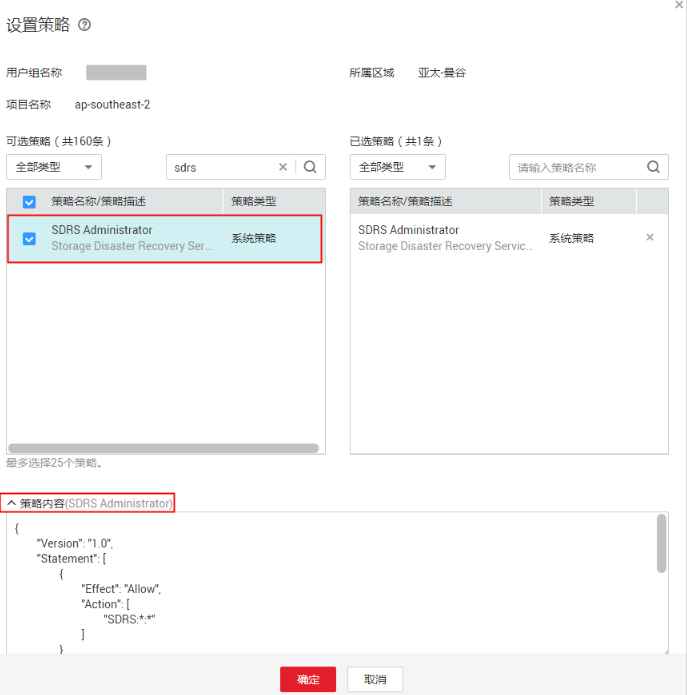 设置策略
用户组名称 所属区域 亚太-曼谷
项目名称 ap-southeast-2
可选策略（共160条） 已选策略（共1条）
全部类型 sdrs 全部类型 请输入策略名称
策略名称/策略描述 策略类型 策略名称/策略描述 策略类型
SDRS Administrator SDRS Administrator
Storage Disaster Recovery Ser... 系统策略 Storage Disaster Recovery Servic... 系统策略
最多选择25个策略。
策略内容(SDRS Administrator)
{
"Version": "1.0",
"Statement": [
{
"Effect": "Allow",
"Action": [
"SDRS:*:*"
]
}
确定 取消